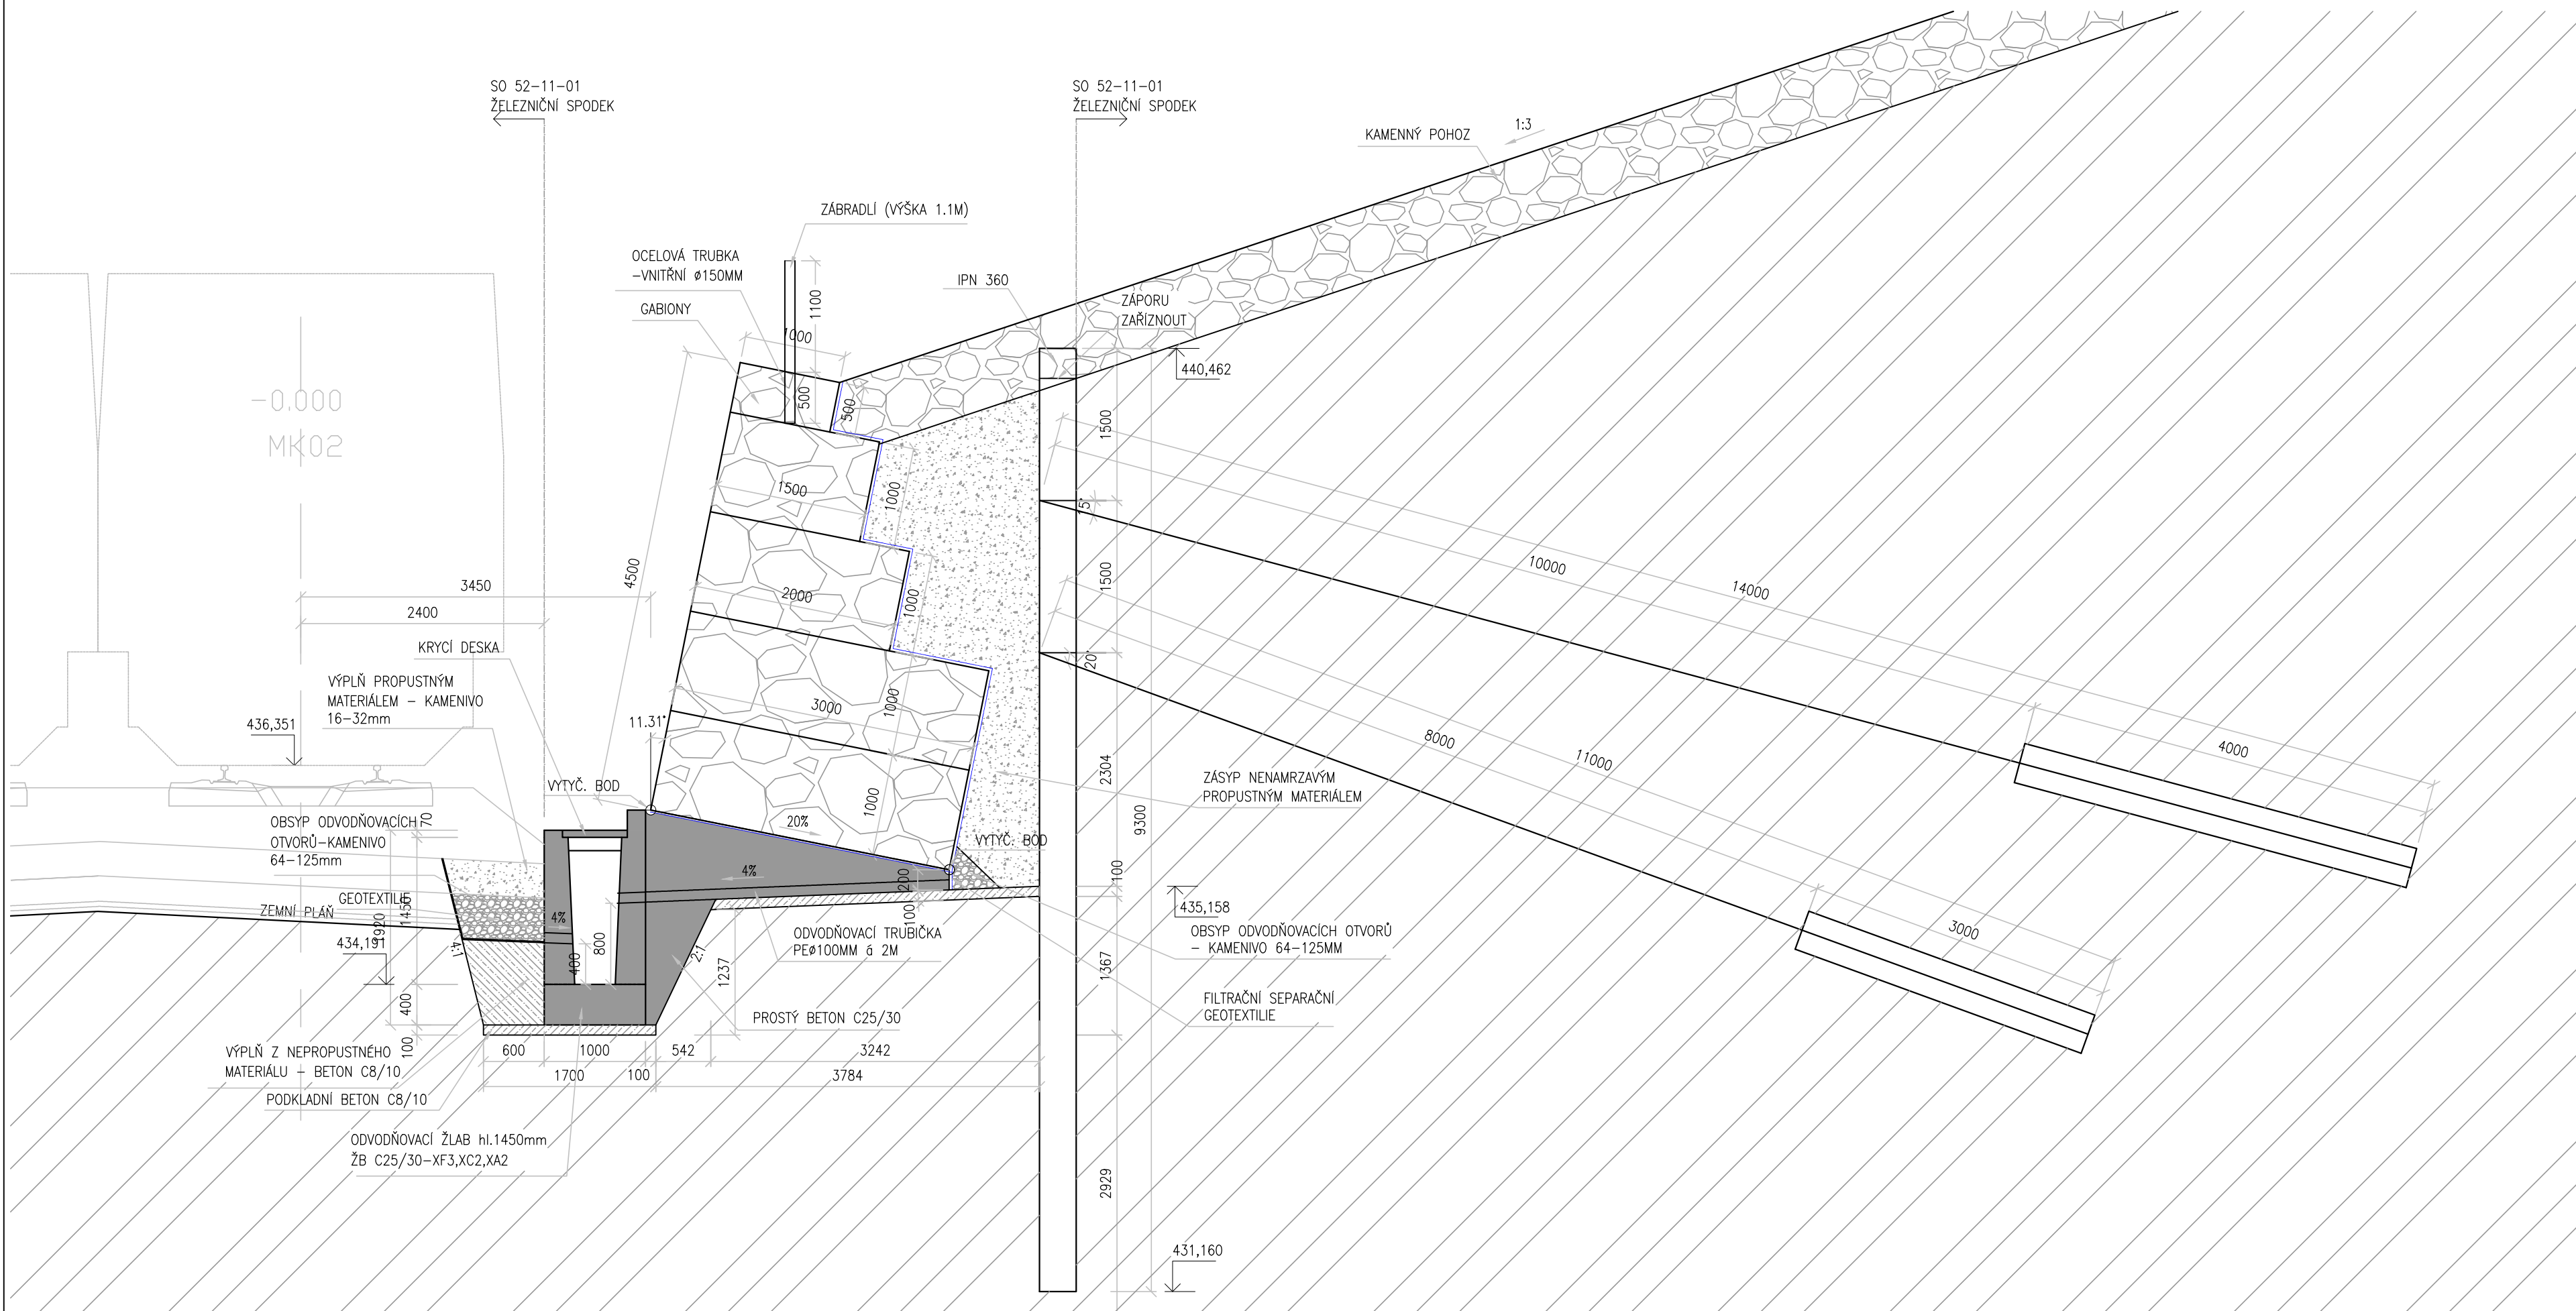 SO 52-11-01
ŽELEZNIČNÍ SPODEK
SO 52-11-01
ŽELEZNIČNÍ SPODEK
1:3
KAMENNÝ POHOZ
ZÁBRADLÍ (VÝŠKA 1.1M)
OCELOVÁ TRUBKA
-VNITŘNÍ ø150MM
GABIONY
IPN 360
ZÁPORU
ZAŘÍZNOUT
1100
1000
500
500
440,462
-0.000
MK02
1500
1500
1000
15°
4500
1500
10000
14000
2000
1000
3450
2400
KRYCÍ DESKA
20°
VÝPLŇ PROPUSTNÝM
MATERIÁLEM - KAMENIVO
16-32mm
3000
1000
11.31°
436,351
8000
11000
4000
2304
ZÁSYP NENAMRZAVÝM
PROPUSTNÝM MATERIÁLEM
VYTYČ. BOD
1000
20%
9300
OBSYP ODVODŇOVACÍCH
OTVORŮ-KAMENIVO
64-125mm
70
VYTYČ. BOD
4%
200
100
GEOTEXTILIE
ZEMNÍ PLÁŇ
1450
1920
4%
100
435,158
434,191
4:1
400
800
2:1
1237
ODVODŇOVACÍ TRUBIČKA
PEø100MM á 2M
OBSYP ODVODŇOVACÍCH OTVORŮ
- KAMENIVO 64-125MM
1367
3000
400
PROSTÝ BETON C25/30
FILTRAČNÍ SEPARAČNÍ
GEOTEXTILIE
100
VÝPLŇ Z NEPROPUSTNÉHO
MATERIÁLU - BETON C8/10
600
1000
542
3242
1700
100
3784
PODKLADNÍ BETON C8/10
ODVODŇOVACÍ ŽLAB hl.1450mm
ŽB C25/30-XF3,XC2,XA2
2929
431,160